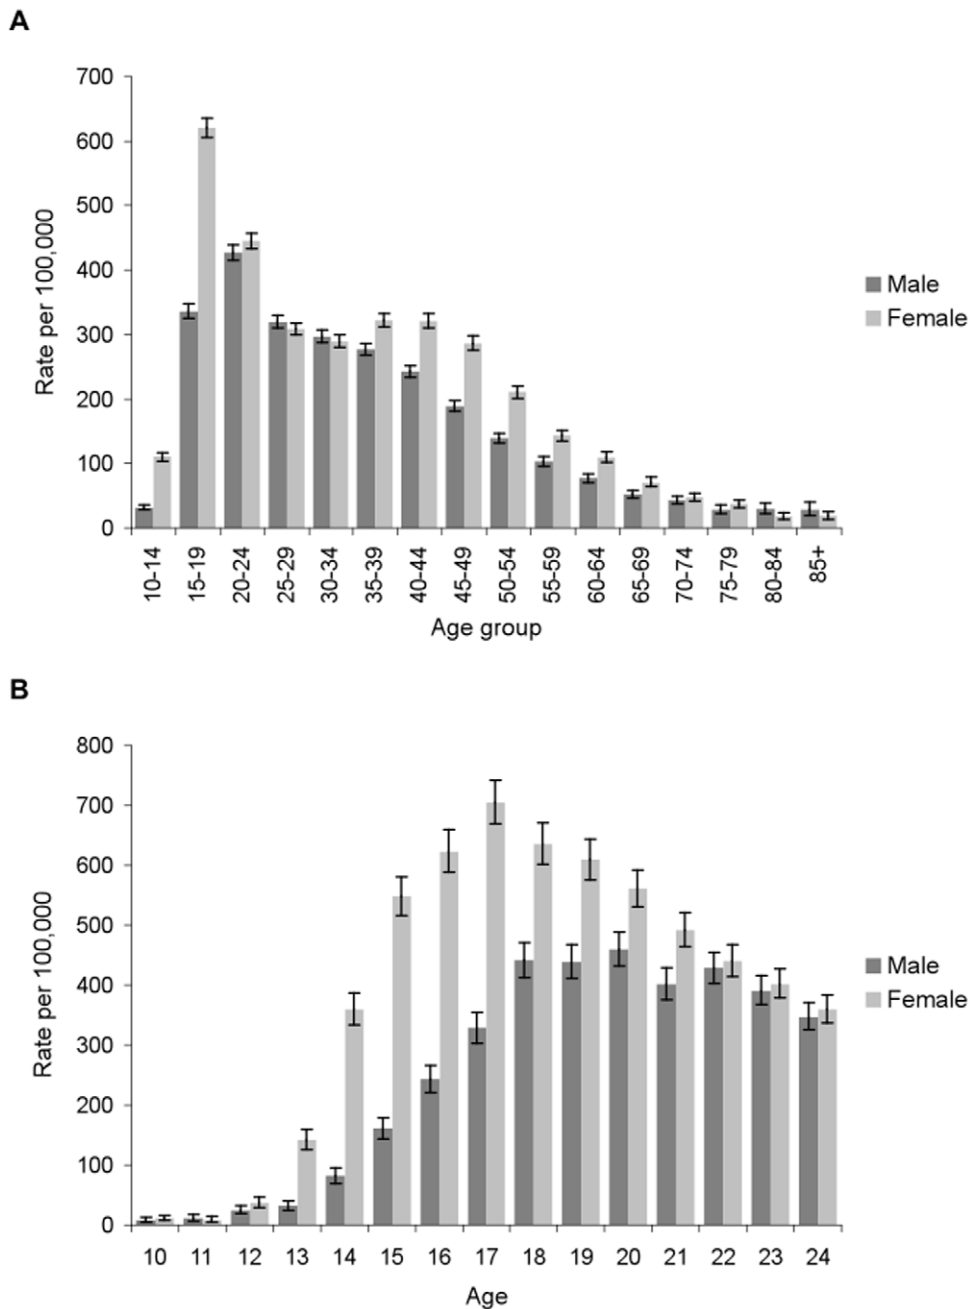 A
700
600
500
400
300
200
100
0
Rate per 100,000
10-14 15-19 20-24 25-29 30-34 35-39 40-44 45-49 50-54 55-59 60-64 65-69 70-74 75-79 80-84 85+
Age group
Male
Female
B
800
700
600
500
400
300
200
100
0
Rate per 100,000
10 11 12 13 14 15 16 17 18 19 20 21 22 23 24
Age
Male
Female